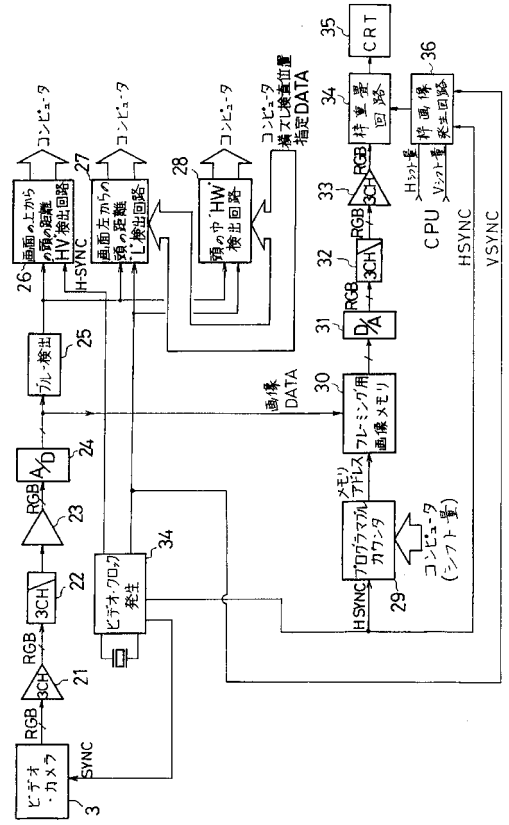 ビデオ・カメラ
3
SYNC
RGB
3CH
21
RGB
3CH
22
23
RGB
A/D
24
ブルー検出
25
画面の上からの頭の距離"HV"検出回路
26
コンピュータ
H-SYNC
画面左からの頭の距離"L"検出回路
27
コンピュータ
頭の巾"HW"検出回路
28
コンピュータ
コンピュータ
横ズレ検査位置指定DATA
ビデオ・クロック発生
34
画像DATA
HSYNC
プログラマブルカウンタ
29
コンピュータ
(シフト量)
メモリアドレス
フレーミング用画像メモリ
30
D/A
31
RGB
3CH
32
RGB
3CH
33
RGB
枠重畳回路
34
CRT
35
枠画像発生回路
36
Hシフト量
Vシフト量
CPU
HSYNC
VSYNC